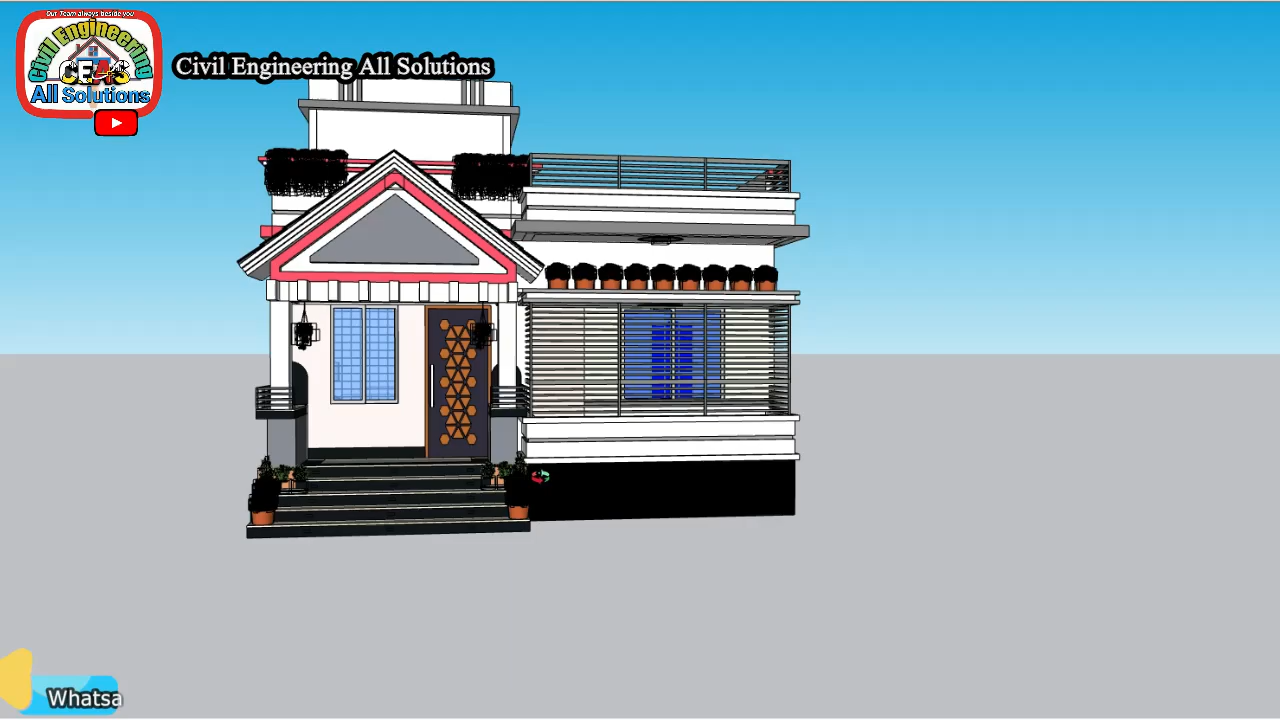 Our Team always beside you
Civil Engineering
CEAS
All Solutions
Civil Engineering All Solutions
Whatsa